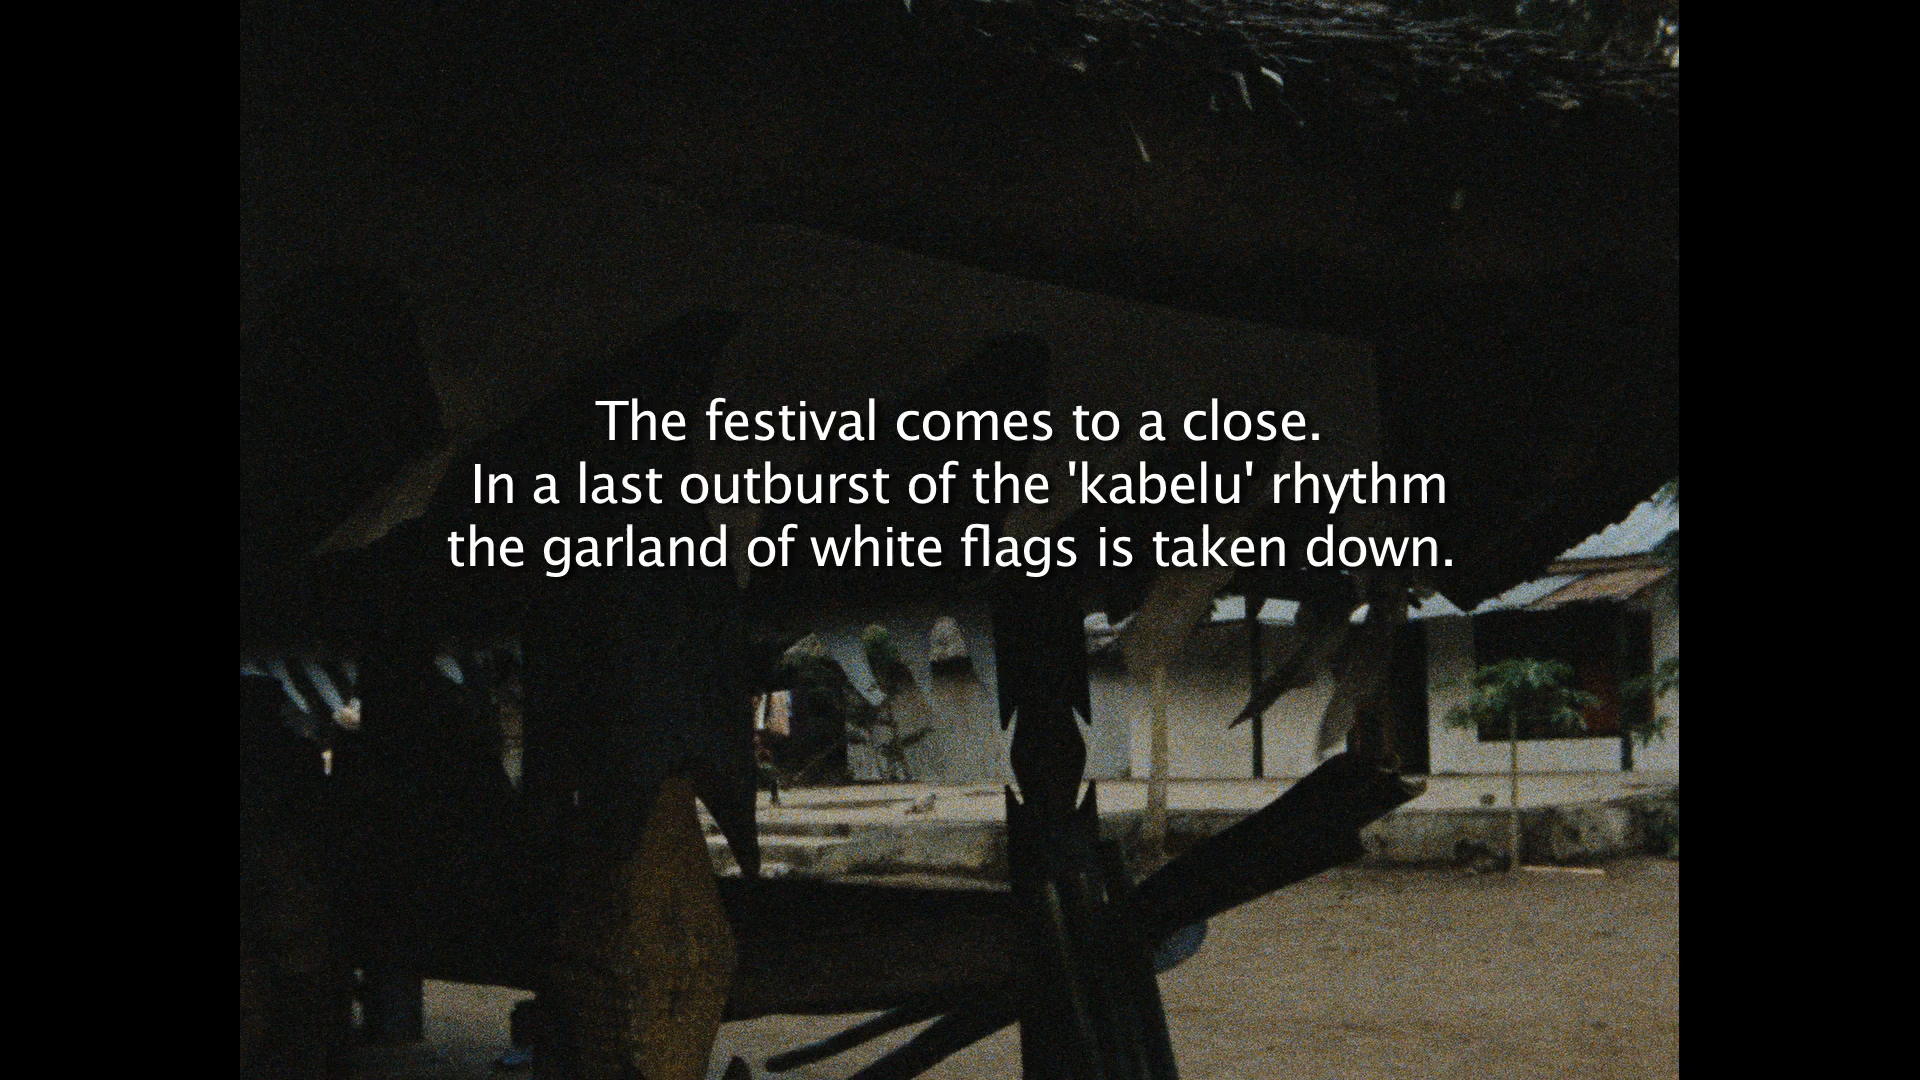 The festival comes to a close.
In a last outburst of the 'kabelu' rhythm
the garland of white flags is taken down.